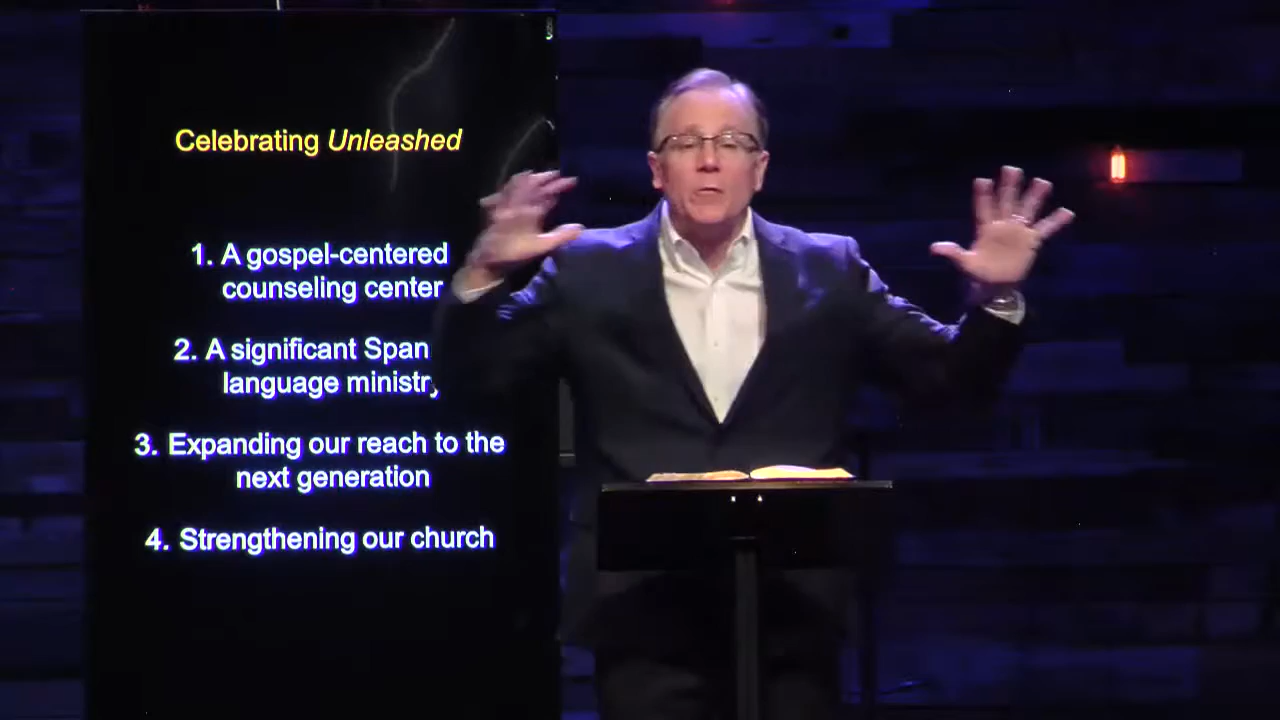 Celebrating Unleashed
1. A gospel-centered
counseling center
2. A significant Span
language ministry
3. Expanding our reach to the
next generation
4. Strengthening our church